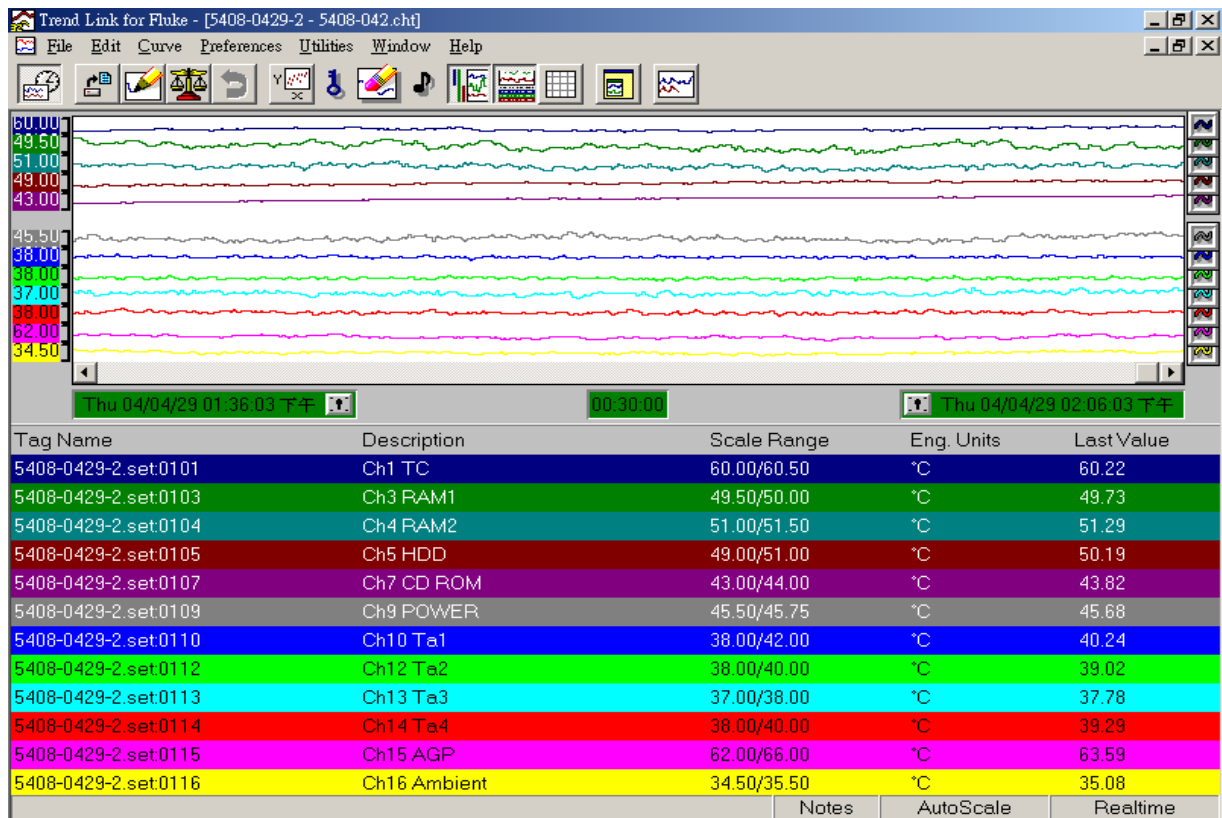 Trend Link for Fluke - [5408-0429-2 - 5408-042.cht]
File Edit Curve Preferences Utilities Window Help
Y
X
60.00
49.50
51.00
49.00
43.00
45.50
38.00
38.00
37.00
38.00
62.00
34.50
Thu 04/04/29 01:36:03 下午 00:30:00 Thu 04/04/29 02:06:03 下午
Tag Name Description Scale Range Eng. Units Last Value
5408-0429-2.set:0101 Ch1 TC 60.00/60.50 °C 60.22
5408-0429-2.set:0103 Ch3 RAM1 49.50/50.00 °C 49.73
5408-0429-2.set:0104 Ch4 RAM2 51.00/51.50 °C 51.29
5408-0429-2.set:0105 Ch5 HDD 49.00/51.00 °C 50.19
5408-0429-2.set:0107 Ch7 CD ROM 43.00/44.00 °C 43.82
5408-0429-2.set:0109 Ch9 POWER 45.50/45.75 °C 45.68
5408-0429-2.set:0110 Ch10 Ta1 38.00/42.00 °C 40.24
5408-0429-2.set:0112 Ch12 Ta2 38.00/40.00 °C 39.02
5408-0429-2.set:0113 Ch13 Ta3 37.00/38.00 °C 37.78
5408-0429-2.set:0114 Ch14 Ta4 38.00/40.00 °C 39.29
5408-0429-2.set:0115 Ch15 AGP 62.00/66.00 °C 63.59
5408-0429-2.set:0116 Ch16 Ambient 34.50/35.50 °C 35.08
Notes AutoScale Realtime